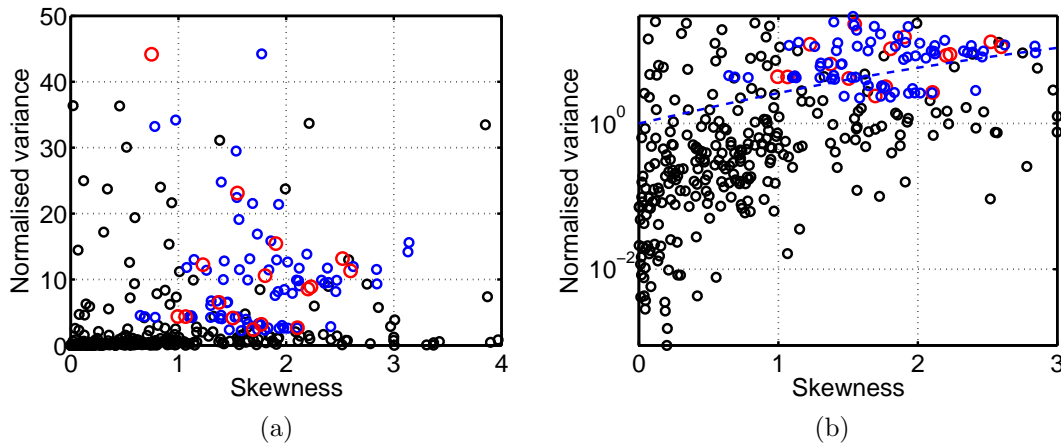 50
40
30
20
10
0
Normalised variance
0 1 2 3 4
Skewness
(a)
10^0
10^-2
Normalised variance
0 1 2 3
Skewness
(b)